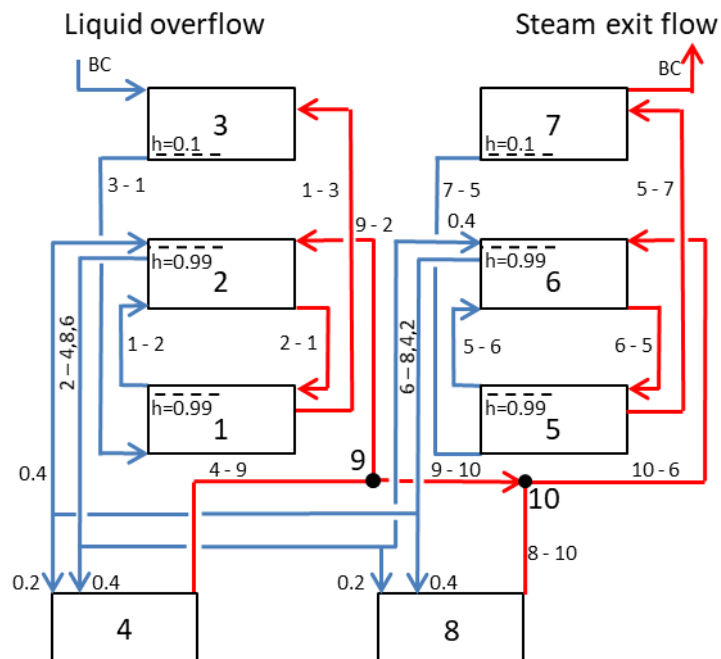 Liquid overflow
Steam exit flow
BC
BC
3
7
h=0.1
h=0.1
3 - 1
1 - 3
7 - 5
5 - 7
9 - 2
0.4
h=0.99
h=0.99
2
6
2 – 4,8,6
1 - 2
2 - 1
6 – 8,4,2
5 - 6
6 - 5
h=0.99
h=0.99
1
5
0.4
4 - 9
9
9 - 10
10
10 - 6
8 - 10
0.2
0.4
0.2
0.4
4
8